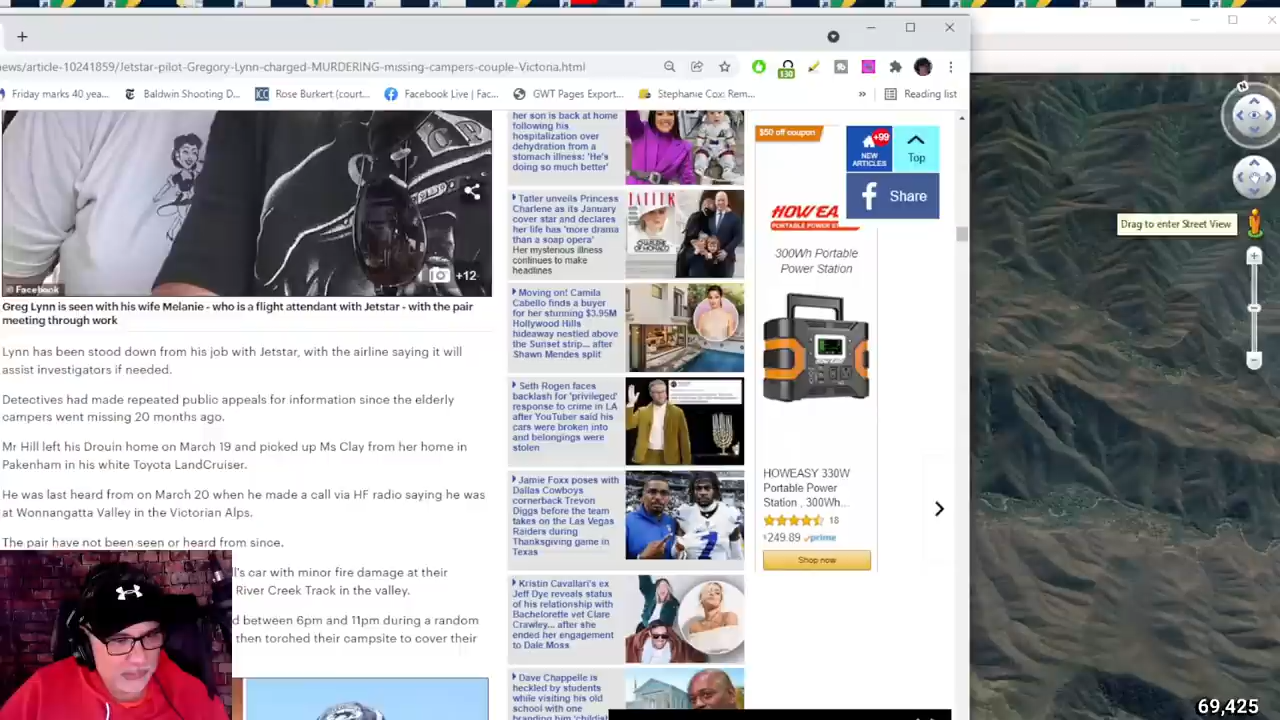 news/article-10241859/Jetstar-pilot-Gregory-Lynn-charged-MURDERING-missing-campers-couple-Victoria.html
130
Friday marks 40 yea...
Baldwin Shooting D...
Rose Burkert (court...
Facebook Live | Fac...
GWT Pages Export...
Stephanie Cox: Rem...
»
Reading list
© Facebook
+12
Greg Lynn is seen with his wife Melanie - who is a flight attendant with Jetstar - with the pair
meeting through work
Lynn has been stood down from his job with Jetstar, with the airline saying it will
assist investigators if needed.
Detectives had made repeated public appeals for information since the elderly
campers went missing 20 months ago.
Mr Hill left his Drouin home on March 19 and picked up Ms Clay from her home in
Pakenham in his white Toyota LandCruiser.
He was last heard from on March 20 when he made a call via HF radio saying he was
at Wonnangatta Valley in the Victorian Alps.
The pair have not been seen or heard from since.
l's car with minor fire damage at their
River Creek Track in the valley.
d between 6pm and 11pm during a random
then torched their campsite to cover their
her son is back at home
following his
hospitalization over
dehydration from a
stomach illness: 'He's
doing so much better'
Tatler unveils Princess
Charlene as its January
cover star and declares
her life has 'more drama
than a soap opera'
Her mysterious illness
continues to make
headlines
Moving on! Camila
Cabello finds a buyer
for her stunning $3.95M
Hollywood Hills
hideaway nestled above
the Sunset strip... after
Shawn Mendes split
Seth Rogen faces
backlash for 'privileged'
response to crime in LA
after YouTuber said his
cars were broken into
and belongings were
stolen
Jamie Foxx poses with
Dallas Cowboys
cornerback Trevon
Diggs before the team
takes on the Las Vegas
Raiders during
Thanksgiving game in
Texas
Kristin Cavallari's ex
Jeff Dye reveals status
of his relationship with
Bachelorette vet Clare
Crawley... after she
ended her engagement
to Dale Moss
Dave Chappelle is
heckled by students
while visiting his old
school with one
branding him 'childish
$50 off coupon
+99
NEW
ARTICLES
Top
Share
HOWEA
300Wh Portable
Power Station
HOWEASY 330W
Portable Power
Station , 300Wh...
18
$249.89 prime
Shop now
N
Drag to enter Street View
69,425